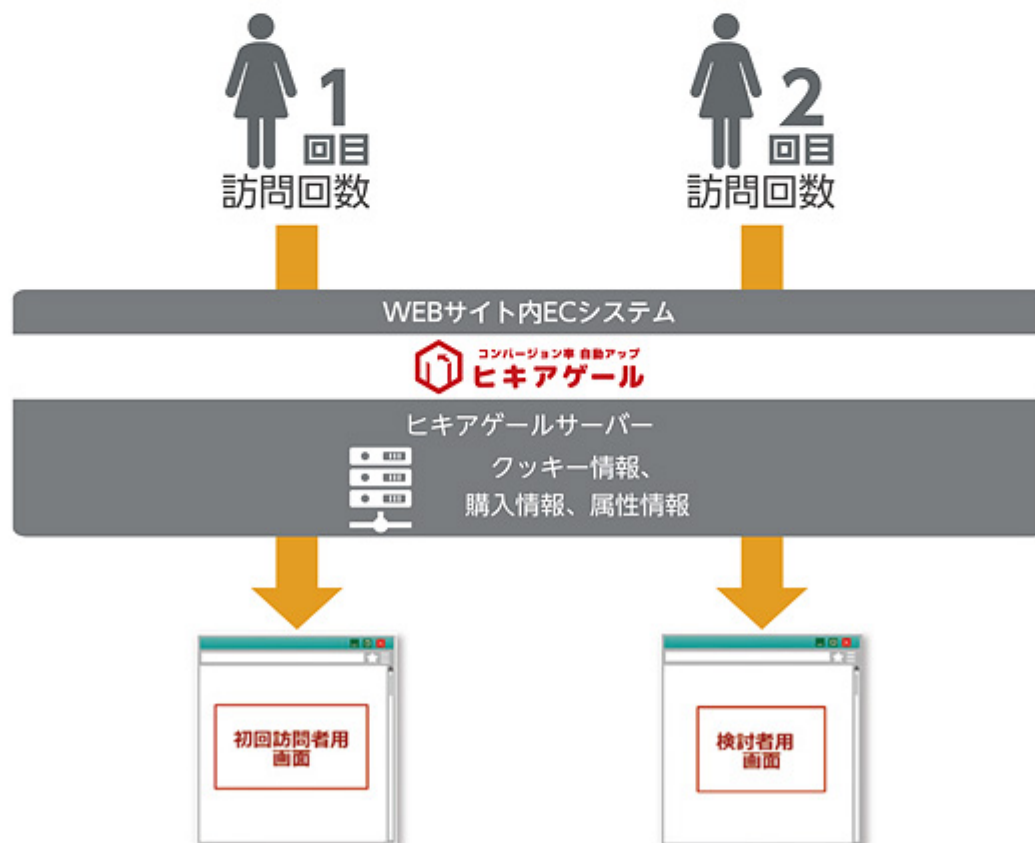 1
回目
訪問回数
2
回目
訪問回数
WEBサイト内ECシステム
コンバージョン率 自動アップ
ヒキアゲール
ヒキアゲールサーバー
クッキー情報、
購入情報、属性情報
初回訪問者用
画面
検討者用
画面